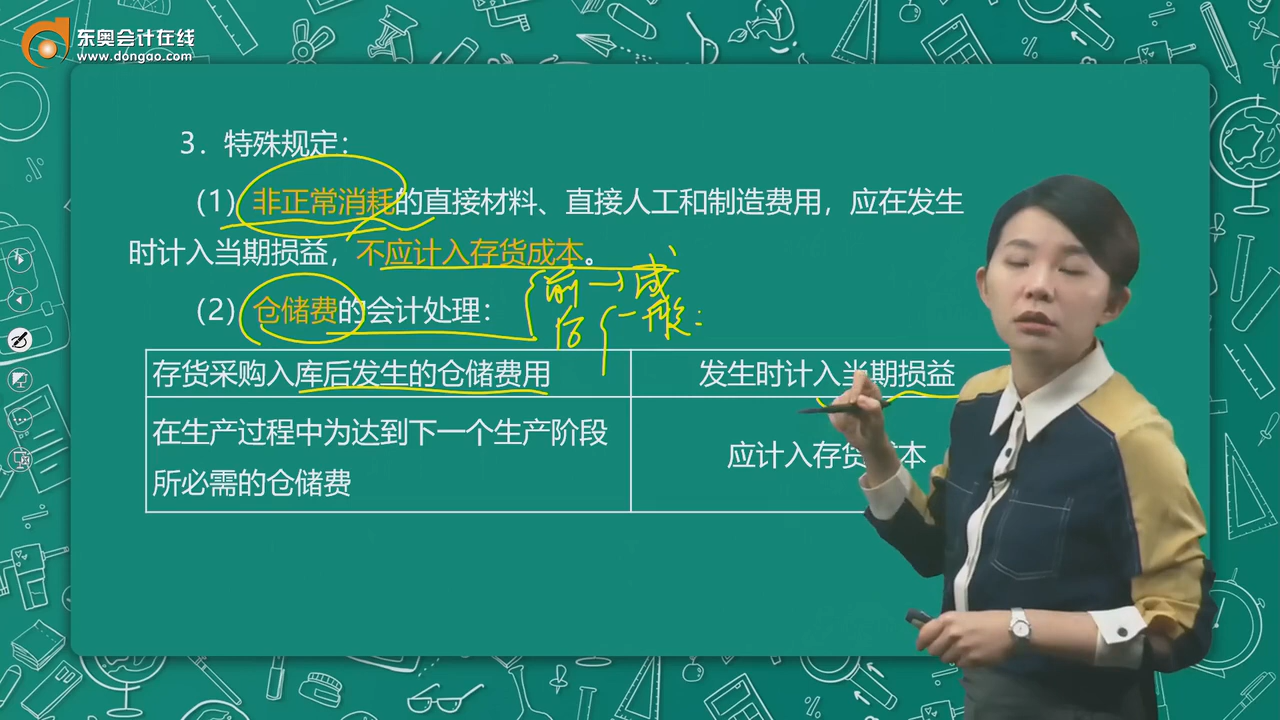 东奥会计在线
www.dongao.com
3．特殊规定：
（1）非正常消耗的直接材料、直接人工和制造费用，应在发生
时计入当期损益，不应计入存货成本。
（2）仓储费的会计处理：
前→成
后 一般：
存货采购入库后发生的仓储费用 发生时计入当期损益
在生产过程中为达到下一个生产阶段 应计入存货 本
所必需的仓储费